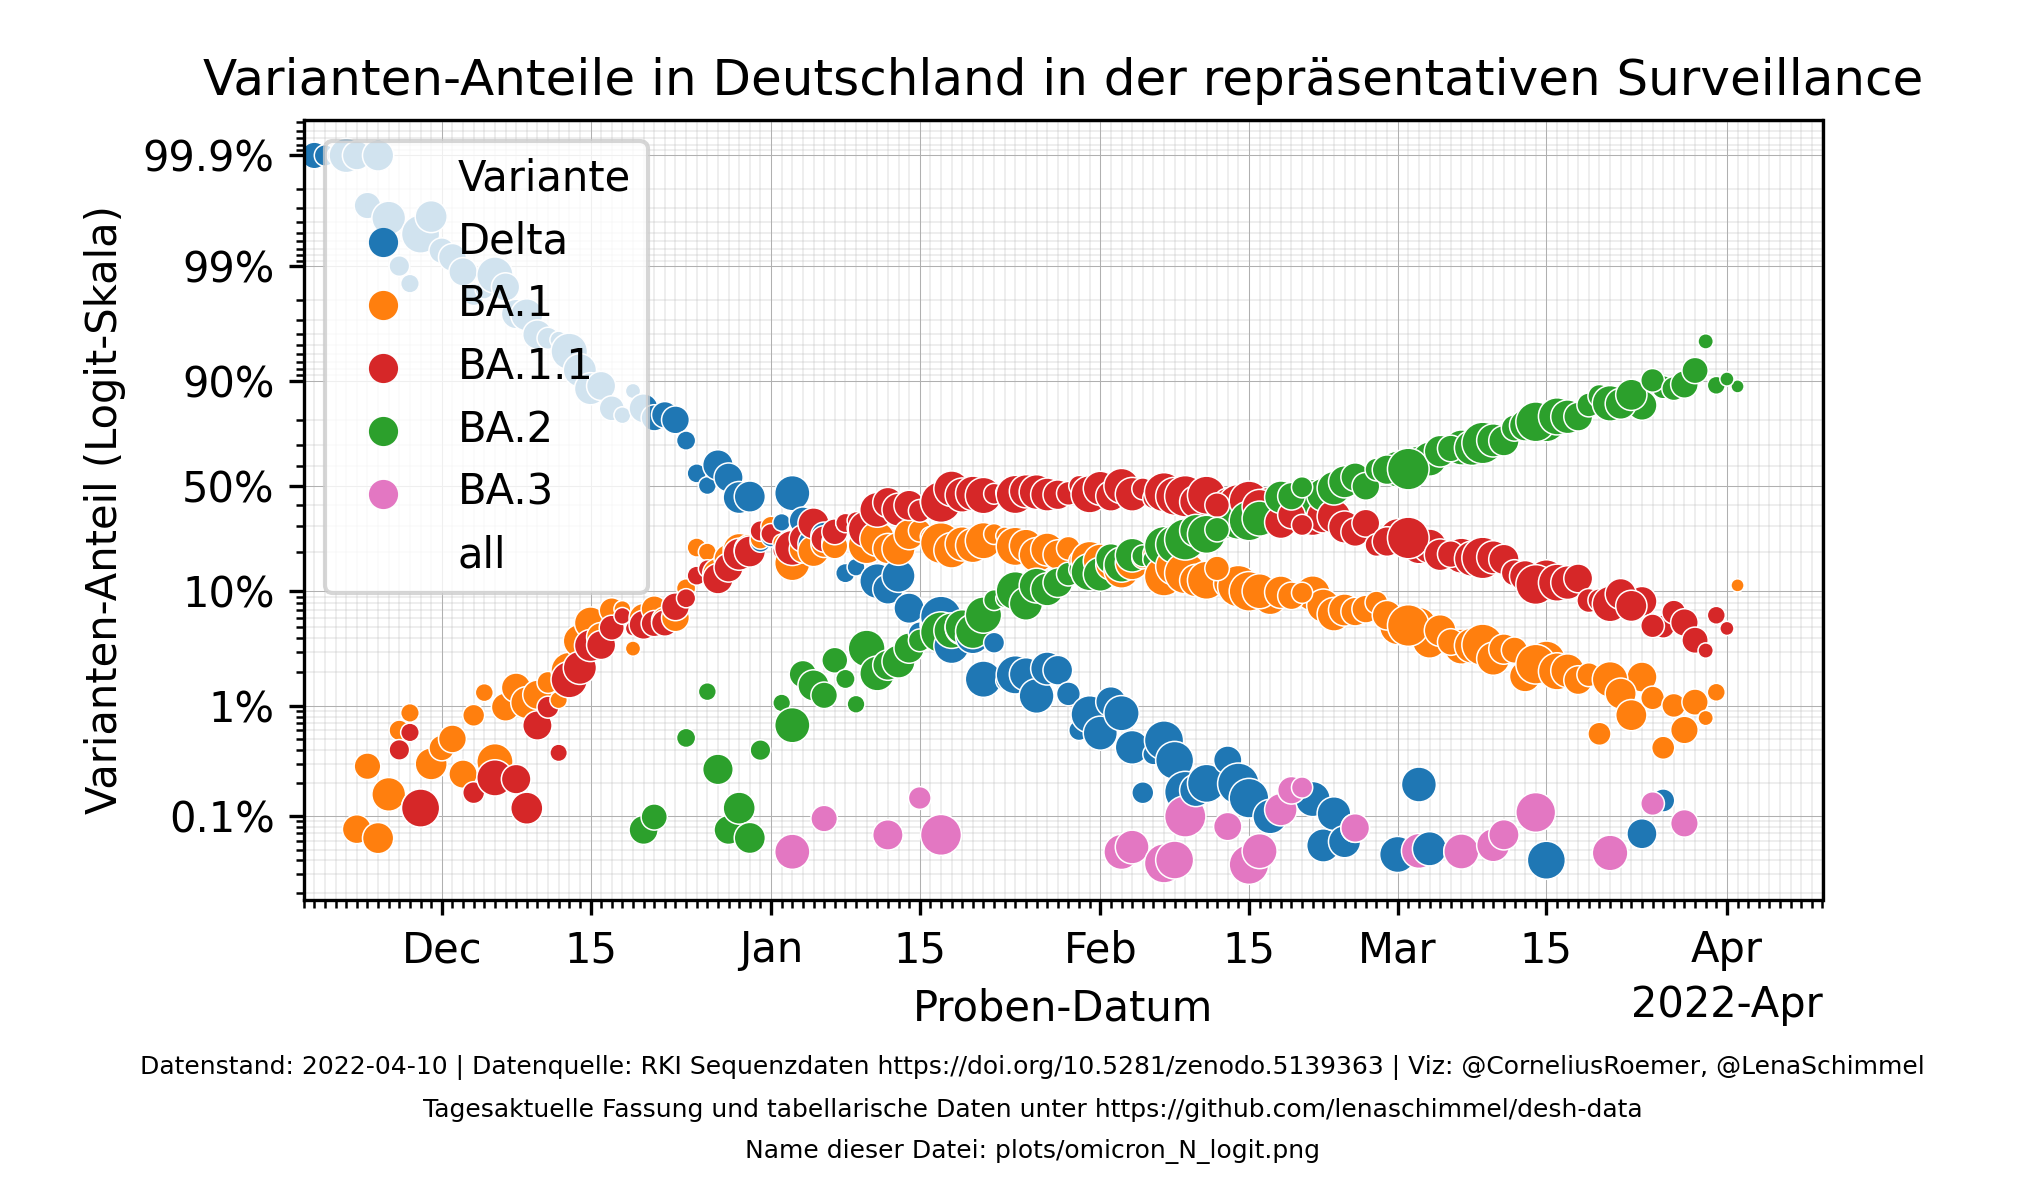 Varianten-Anteile in Deutschland in der repräsentativen Surveillance
Varianten-Anteil (Logit-Skala)
99.9%
99%
90%
50%
10%
1%
0.1%
Variante
Delta
BA.1
BA.1.1
BA.2
BA.3
all
Dec 15 Jan 15 Feb 15 Mar 15 Apr
Proben-Datum
2022-Apr
Datenstand: 2022-04-10 | Datenquelle: RKI Sequenzdaten https://doi.org/10.5281/zenodo.5139363 | Viz: @CorneliusRoemer, @LenaSchimmel
Tagesaktuelle Fassung und tabellarische Daten unter https://github.com/lenaschimmel/desh-data
Name dieser Datei: plots/omicron_N_logit.png